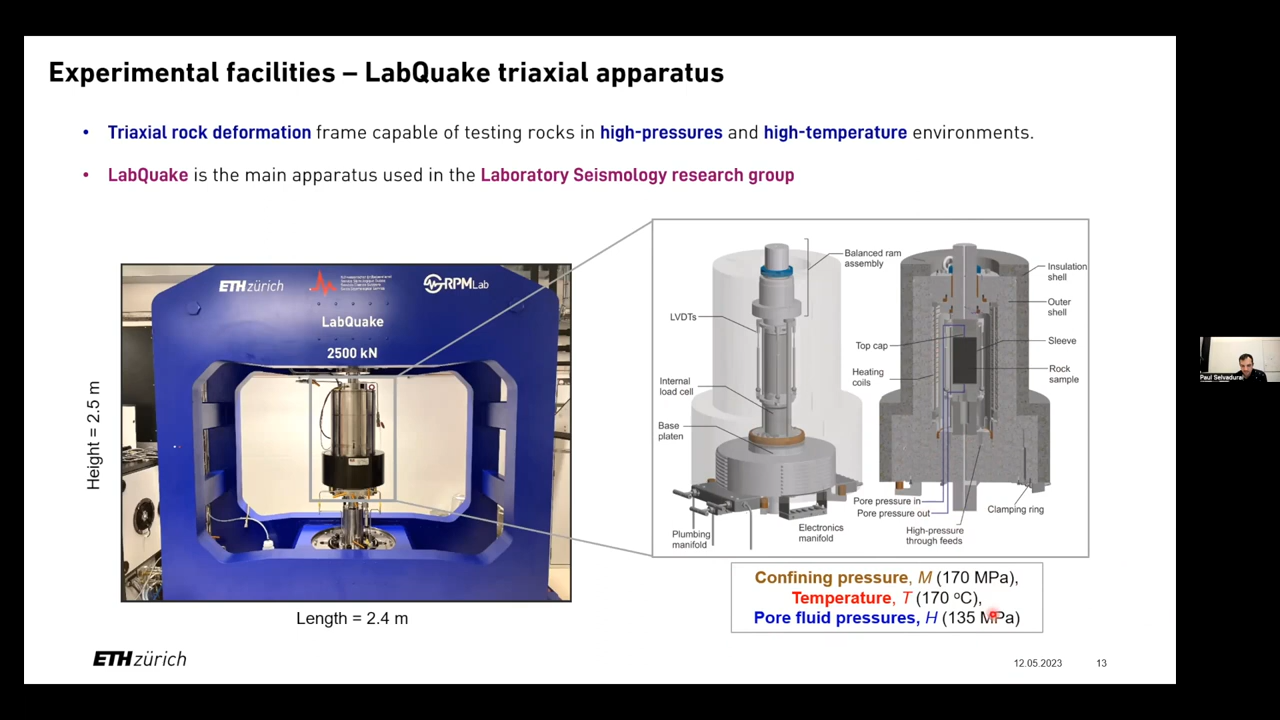 Experimental facilities – LabQuake triaxial apparatus
• Triaxial rock deformation frame capable of testing rocks in high-pressures and high-temperature environments.
• LabQuake is the main apparatus used in the Laboratory Seismology research group
Height = 2.5 m
ETH zürich
RPMLab
LabQuake
2500 kN
Length = 2.4 m
Balanced ram
assembly
LVDTs
Internal
load cell
Base
platen
Plumbing
manifold
Electronics
manifold
Insulation
shell
Outer
shell
Top cap
Sleeve
Heating
coils
Rock
sample
Pore pressure in
Pore pressure out
High-pressure
through feeds
Clamping ring
Confining pressure, M (170 MPa),
Temperature, T (170 ºC),
Pore fluid pressures, H (135 MPa)
ETH zürich
12.05.2023
13
Paul Selvadurai